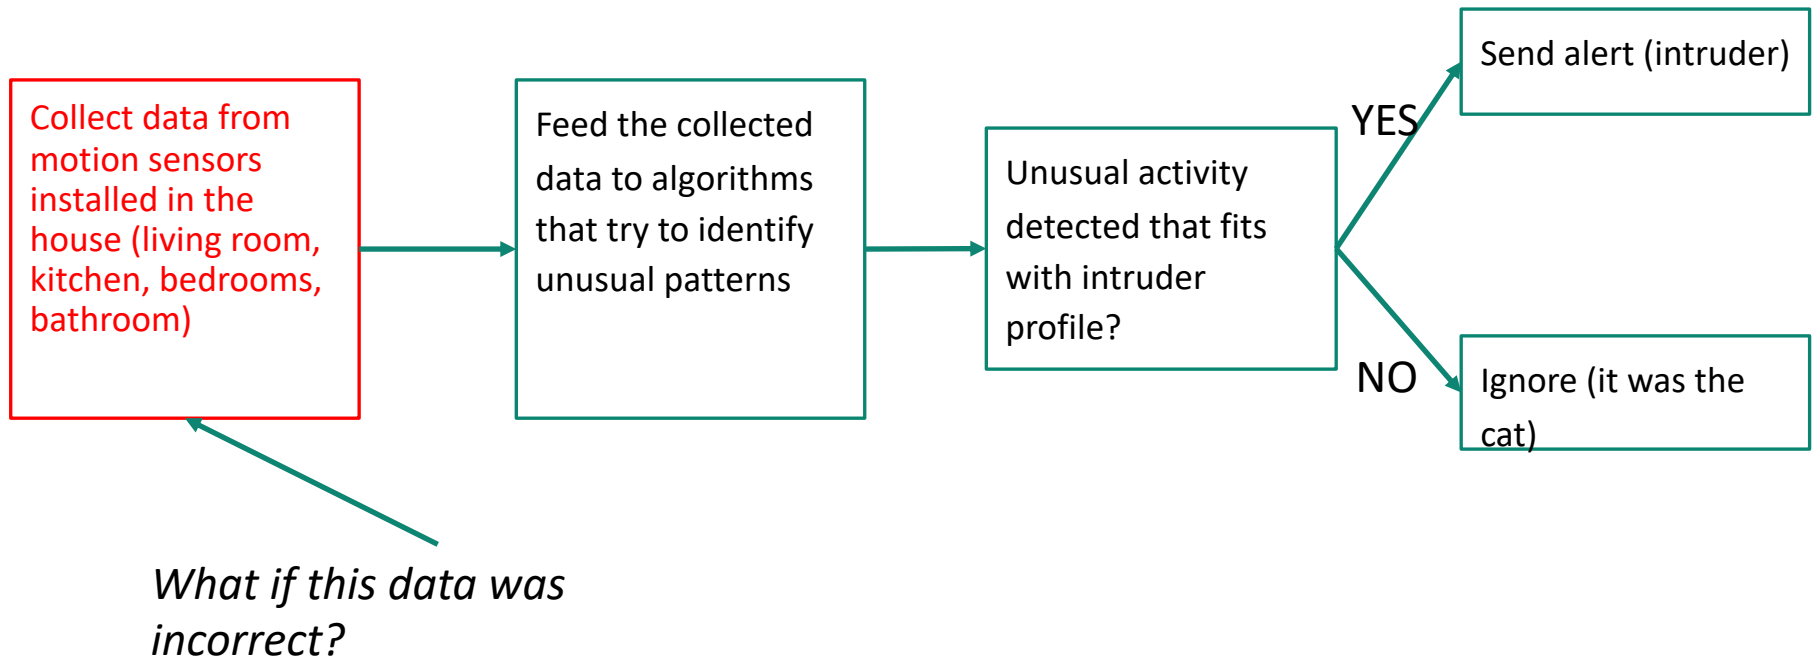 Collect data from
motion sensors
installed in the
house (living room,
kitchen, bedrooms,
bathroom)
Feed the collected
data to algorithms
that try to identify
unusual patterns
Unusual activity
detected that fits
with intruder
profile?
YES
Send alert (intruder)
NO
Ignore (it was the
cat)
What if this data was
incorrect?